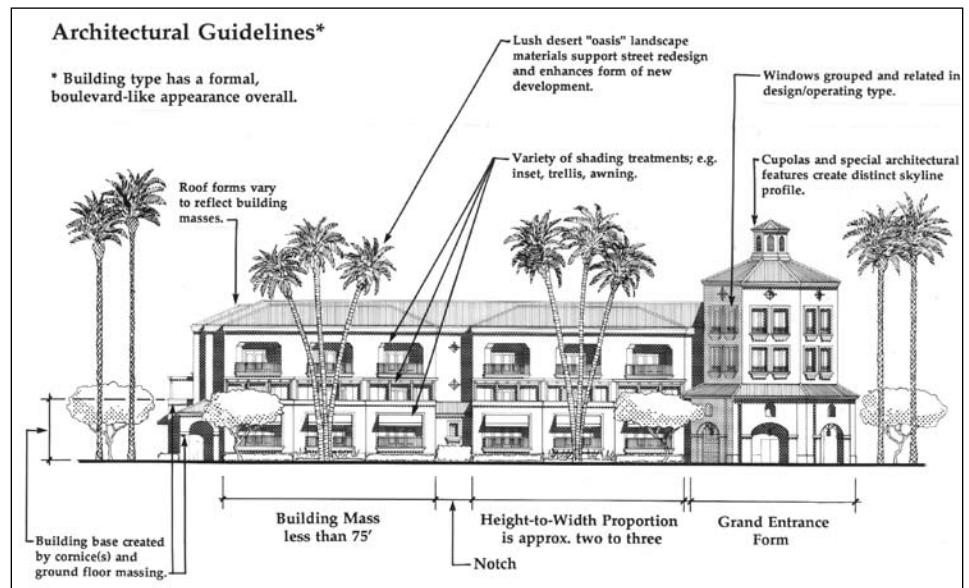 Architectural Guidelines*
* Building type has a formal,
boulevard-like appearance overall.
Lush desert "oasis" landscape
materials support street redesign
and enhances form of new
development.
Windows grouped and related in
design/operating type.
Variety of shading treatments; e.g.
inset, trellis, awning.
Cupolas and special architectural
features create distinct skyline
profile.
Roof forms vary
to reflect building
masses.
Building base created
by cornice(s) and
ground floor massing.
Building Mass
less than 75'
Notch
Height-to-Width Proportion
is approx. two to three
Grand Entrance
Form